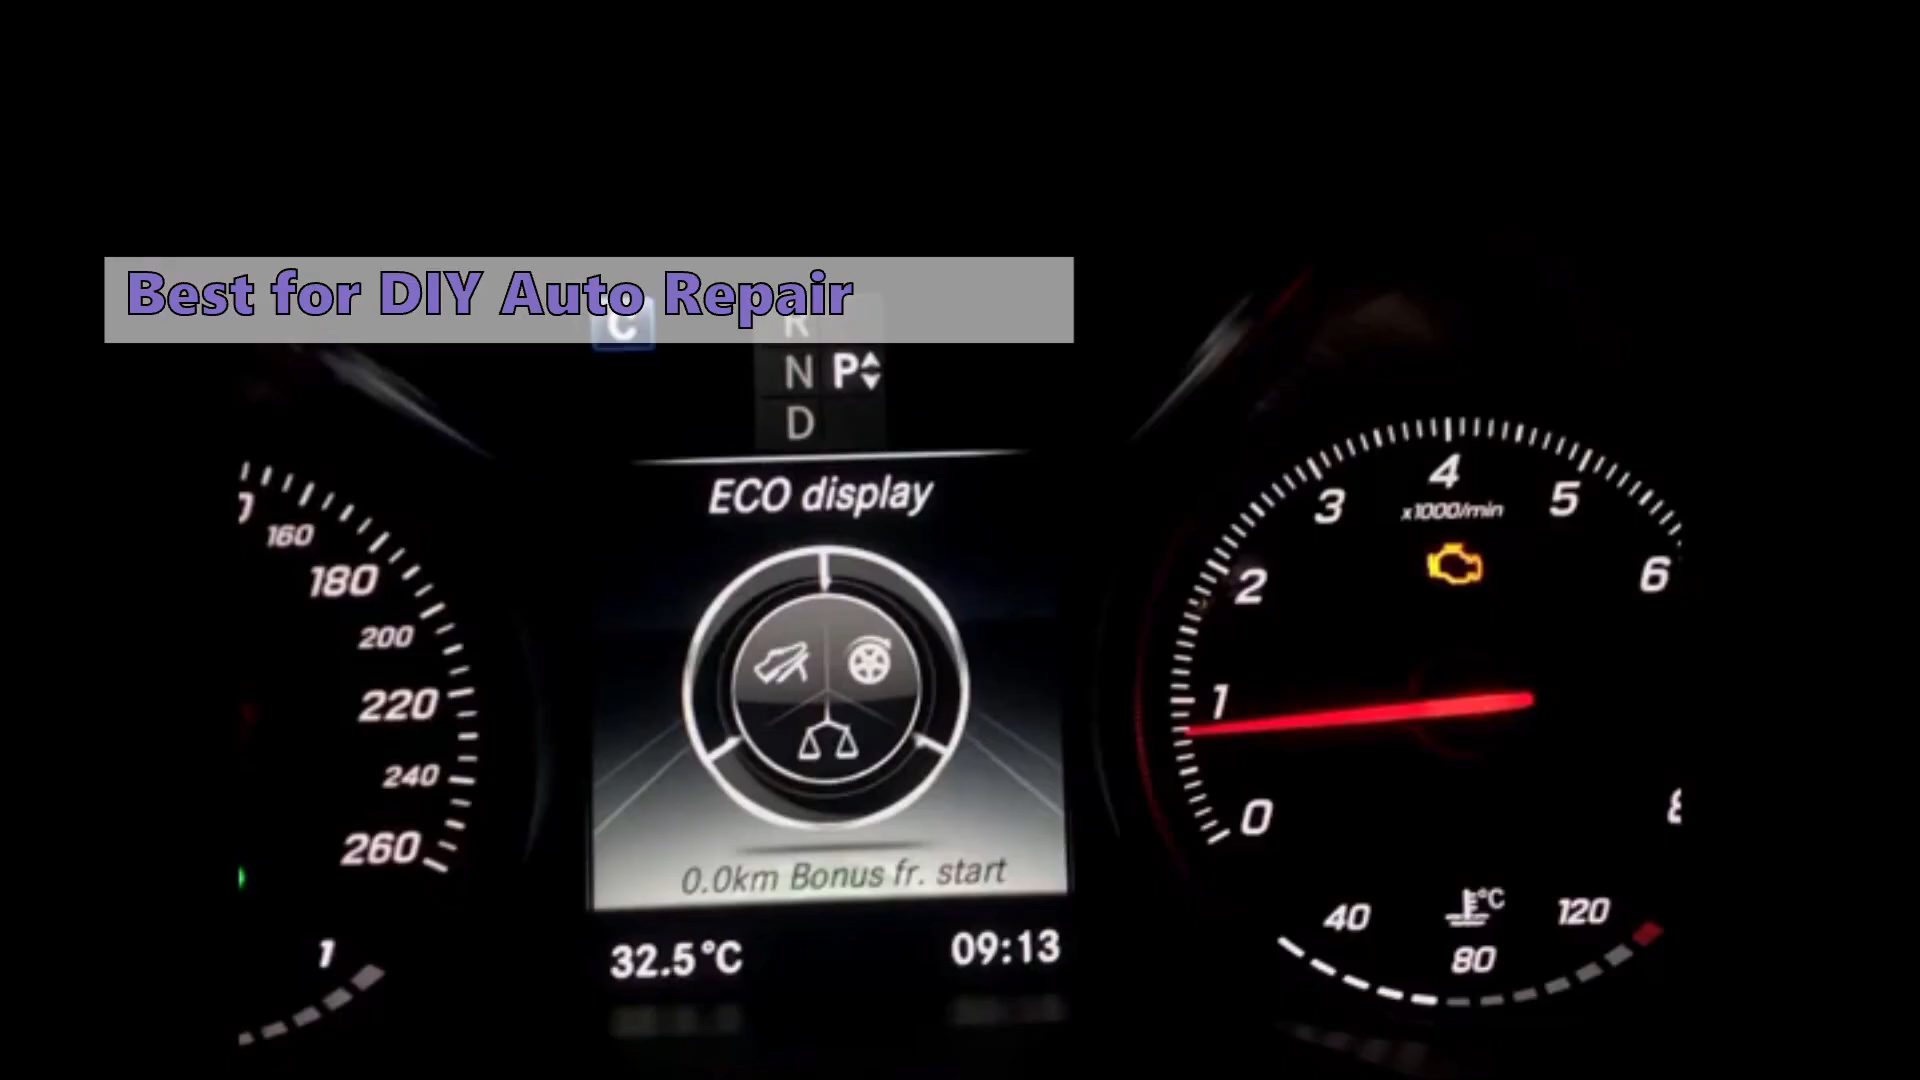 Best for DIY Auto Repair
C
R
N P
D
ECO display
0.0km Bonus fr. start
32.5°C 09:13
160
180
200
220
240
260
1
0
1
2
3
4
5
6
8
x1000/min
40
°C
80
120